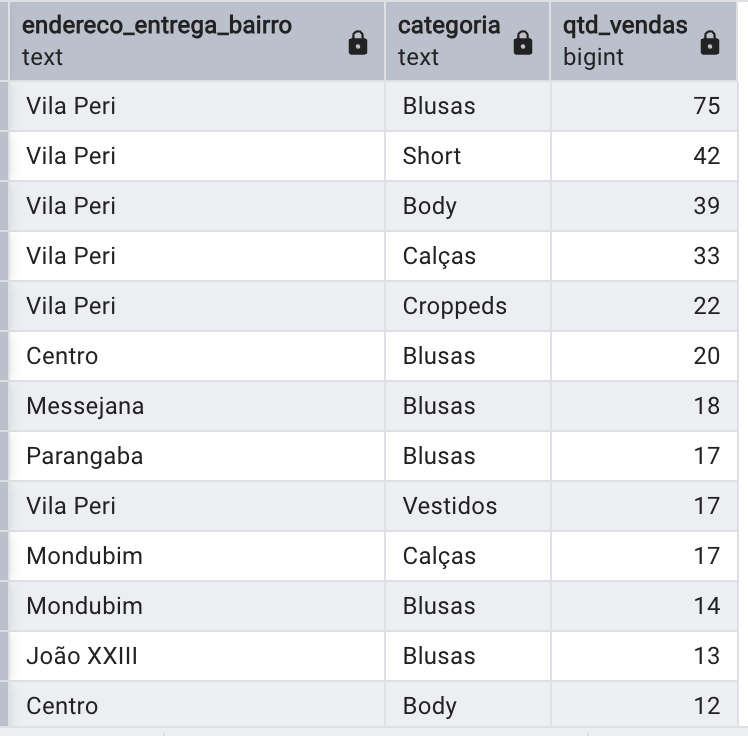 endereco_entrega_bairro categoria qtd_vendas
text text bigint
Vila Peri Blusas 75
Vila Peri Short 42
Vila Peri Body 39
Vila Peri Calças 33
Vila Peri Croppeds 22
Centro Blusas 20
Messejana Blusas 18
Parangaba Blusas 17
Vila Peri Vestidos 17
Mondubim Calças 17
Mondubim Blusas 14
João XXIII Blusas 13
Centro Body 12